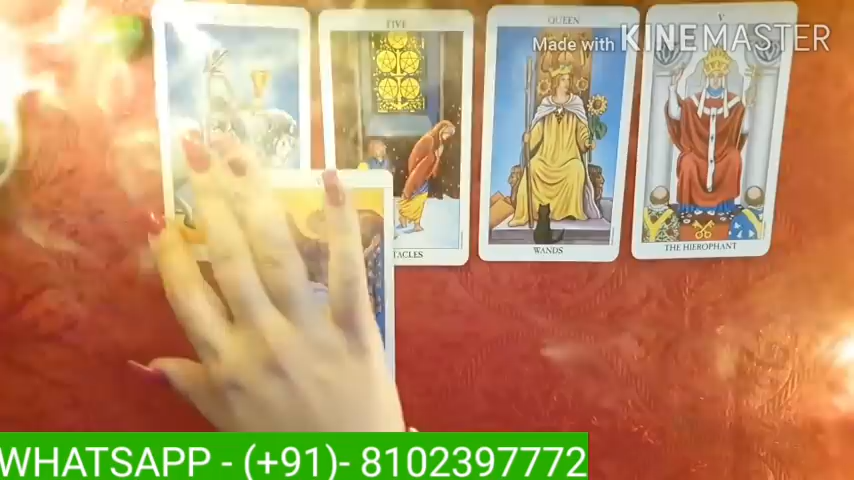 FIVE
QUEEN
V
Made with KINEMASTER
TACLES
WANDS
THE HIEROPHANT
WHATSAPP - (+91)- 8102397772